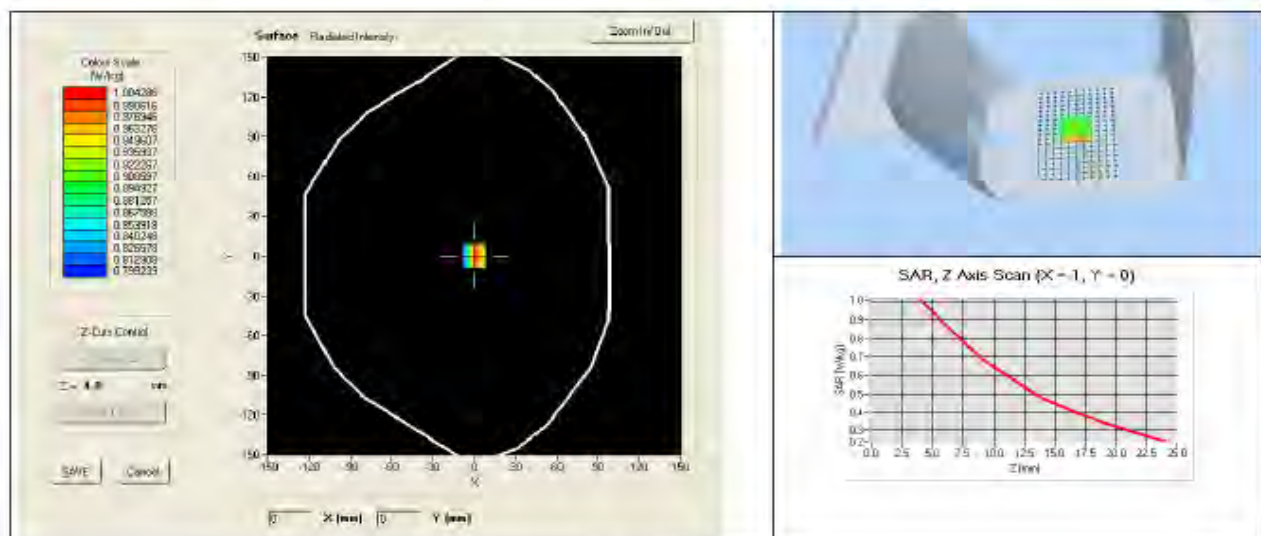 Surface Radiated Intensity
Zoom In/Out
Colour Scale
(W/kg)
1.004286
0.990616
0.976946
0.963276
0.949607
0.935937
0.922267
0.908597
0.894927
0.881257
0.867588
0.853918
0.840248
0.826578
0.812908
0.799239
150
120
90
60
30
Y 0
-30
-60
-90
-120
-150
-150 -120 -90 -60 -30 0 30 60 90 120 150
X
Z-Cuts Control
Z = 4.0 mm
SAVE Cancel
0 X (mm) 0 Y (mm)
SAR, Z Axis Scan (X = -1, Y = 0)
SAR (W/kg)
1.0
0.9
0.8
0.7
0.6
0.5
0.4
0.3
0.2
0.0 2.5 5.0 7.5 10.0 12.5 15.0 17.5 20.0 22.5 25.0
Z (mm)